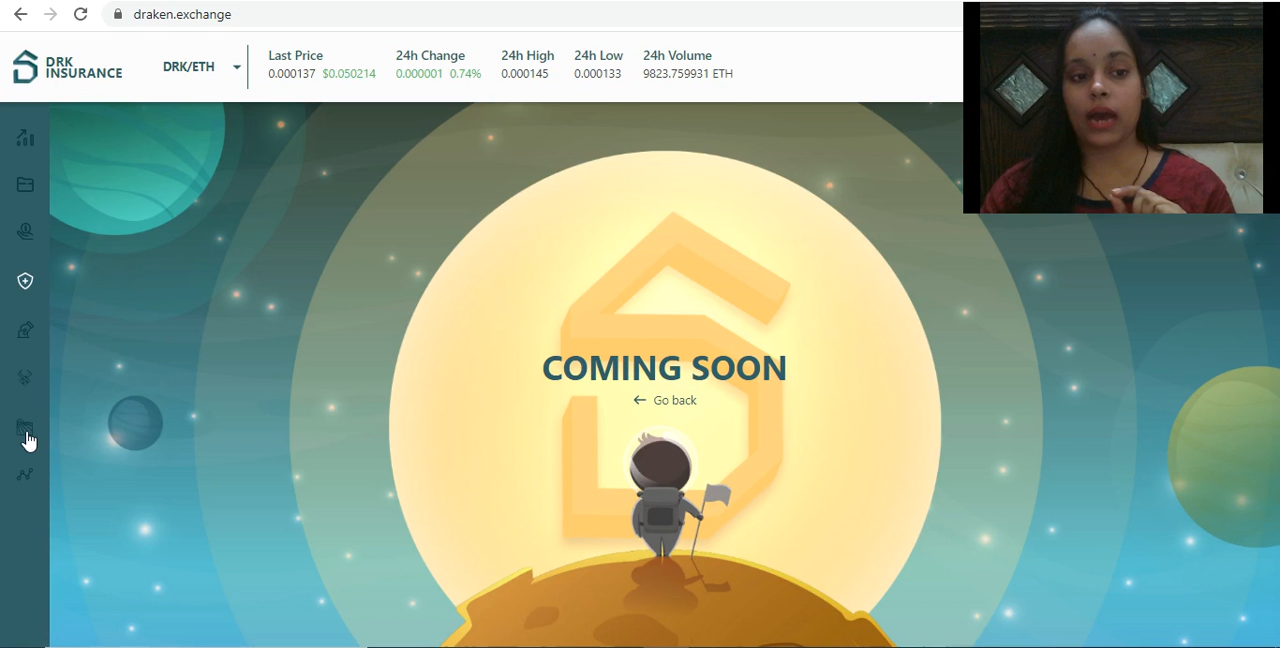 draken.exchange
DRK
INSURANCE
DRK/ETH
Last Price
0.000137 $0.050214
24h Change
0.000001 0.74%
24h High
0.000145
24h Low
0.000133
24h Volume
9823.759931 ETH
COMING SOON
Go back